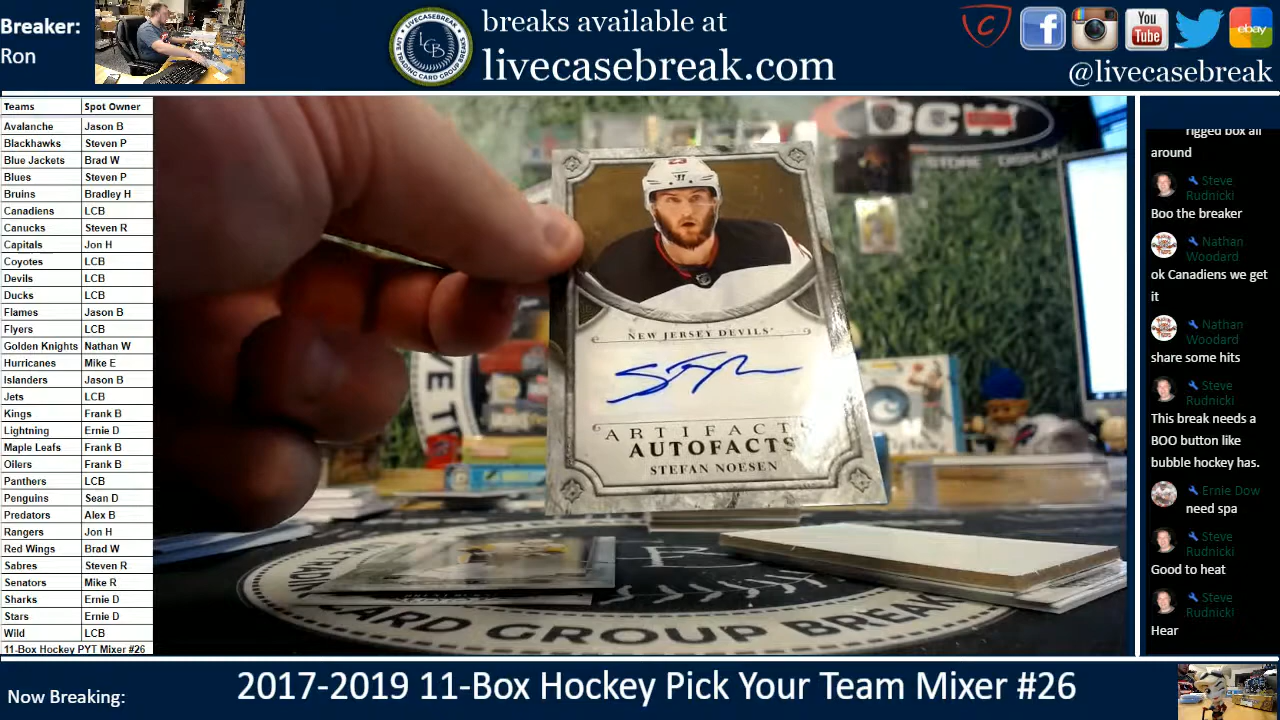 Breaker:
Ron
breaks available at
livecasebreak.com
You
Tube
ebay
@livecasebreak
Teams Spot Owner
Avalanche Jason B
Blackhawks Steven P
Blue Jackets Brad W
Blues Steven P
Bruins Bradley H
Canadiens LCB
Canucks Steven R
Capitals Jon H
Coyotes LCB
Devils LCB
Ducks LCB
Flames Jason B
Flyers LCB
Golden Knights Nathan W
Hurricanes Mike E
Islanders Jason B
Jets LCB
Kings Frank B
Lightning Ernie D
Maple Leafs Frank B
Oilers Frank B
Panthers LCB
Penguins Sean D
Predators Alex B
Rangers Jon H
Red Wings Brad W
Sabres Steven R
Senators Mike R
Sharks Ernie D
Stars Ernie D
Wild LCB
11-Box Hockey PYT Mixer #26
BCW
STORE DISPLAY
NEW JERSEY DEVILS
ARTIFACTS
AUTOFACTS
STEFAN NOESEN
CARD GROUP BREAK
rigged box all
around
Steve
Rudnicki
Boo the breaker
Nathan
Woodard
ok Canadiens we get
it
Nathan
Woodard
share some hits
Steve
Rudnicki
This break needs a
BOO button like
bubble hockey has.
Ernie Dow
need spa
Steve
Rudnicki
Good to heat
Steve
Rudnicki
Hear
Now Breaking:
2017-2019 11-Box Hockey Pick Your Team Mixer #26